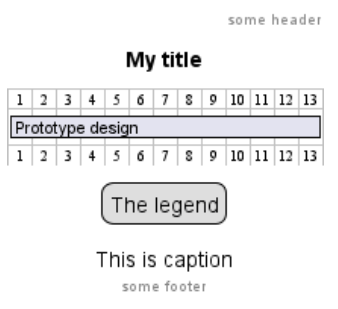 some header
My title
1 2 3 4 5 6 7 8 9 10 11 12 13
Prototype design
1 2 3 4 5 6 7 8 9 10 11 12 13
The legend
This is caption
some footer